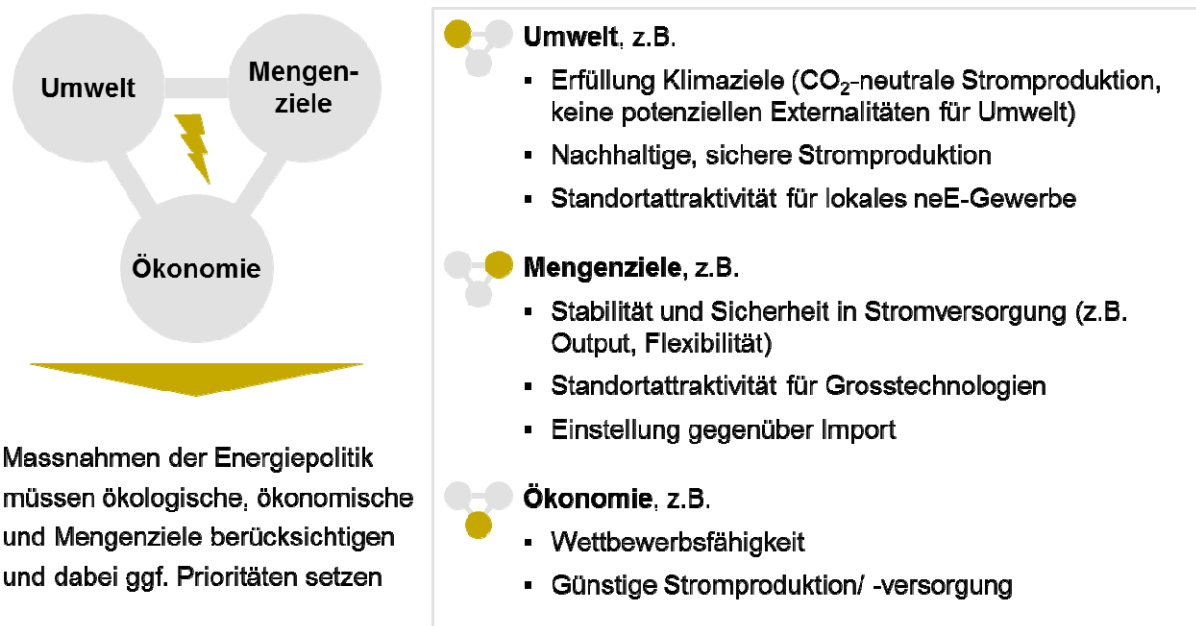 Umwelt
Mengen-
ziele
Ökonomie
Massnahmen der Energiepolitik
müssen ökologische, ökonomische
und Mengenziele berücksichtigen
und dabei ggf. Prioritäten setzen
Umwelt, z.B.
▪ Erfüllung Klimaziele (CO₂-neutrale Stromproduktion,
keine potenziellen Externalitäten für Umwelt)
▪ Nachhaltige, sichere Stromproduktion
▪ Standortattraktivität für lokales neE-Gewerbe
Mengenziele, z.B.
▪ Stabilität und Sicherheit in Stromversorgung (z.B.
Output, Flexibilität)
▪ Standortattraktivität für Grosstechnologien
▪ Einstellung gegenüber Import
Ökonomie, z.B.
▪ Wettbewerbsfähigkeit
▪ Günstige Stromproduktion/ -versorgung